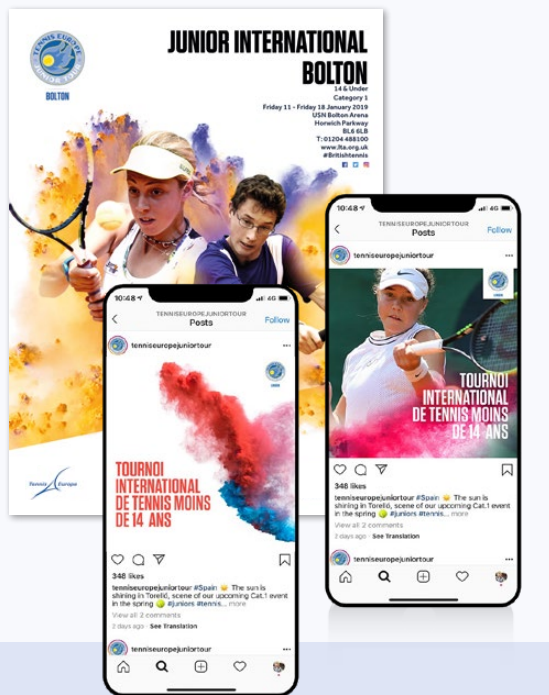 TENNIS EUROPE
JUNIOR TOUR
BOLTON
JUNIOR INTERNATIONAL
BOLTON
14 & Under
Category 1
Friday 11 - Friday 18 January 2019
USN Bolton Arena
Horwich Parkway
BL6 6LB
T: 01204 488100
www.lta.org.uk
#Britishtennis
Tennis Europe
10:48
4G
TENNISEUROPEJUNIORTOUR
Posts
Follow
tenniseuropejuniortour
TOURNOI
INTERNATIONAL
DE TENNIS MOINS
DE 14 ANS
348 likes
tenniseuropejuniortour #Spain The sun is
shining in Torelló, scene of our upcoming Cat.1 event
in the spring #juniors #tennis... more
View all 2 comments
2 days ago · See Translation
tenniseuropejuniortour
10:48
4G
TENNISEUROPEJUNIORTOUR
Posts
Follow
tenniseuropejuniortour
TOURNOI
INTERNATIONAL
DE TENNIS MOINS
DE 14 ANS
348 likes
tenniseuropejuniortour #Spain The sun is
shining in Torelló, scene of our upcoming Cat.1 event
in the spring #juniors #tennis... more
View all 2 comments
2 days ago · See Translation
tenniseuropejuniortour